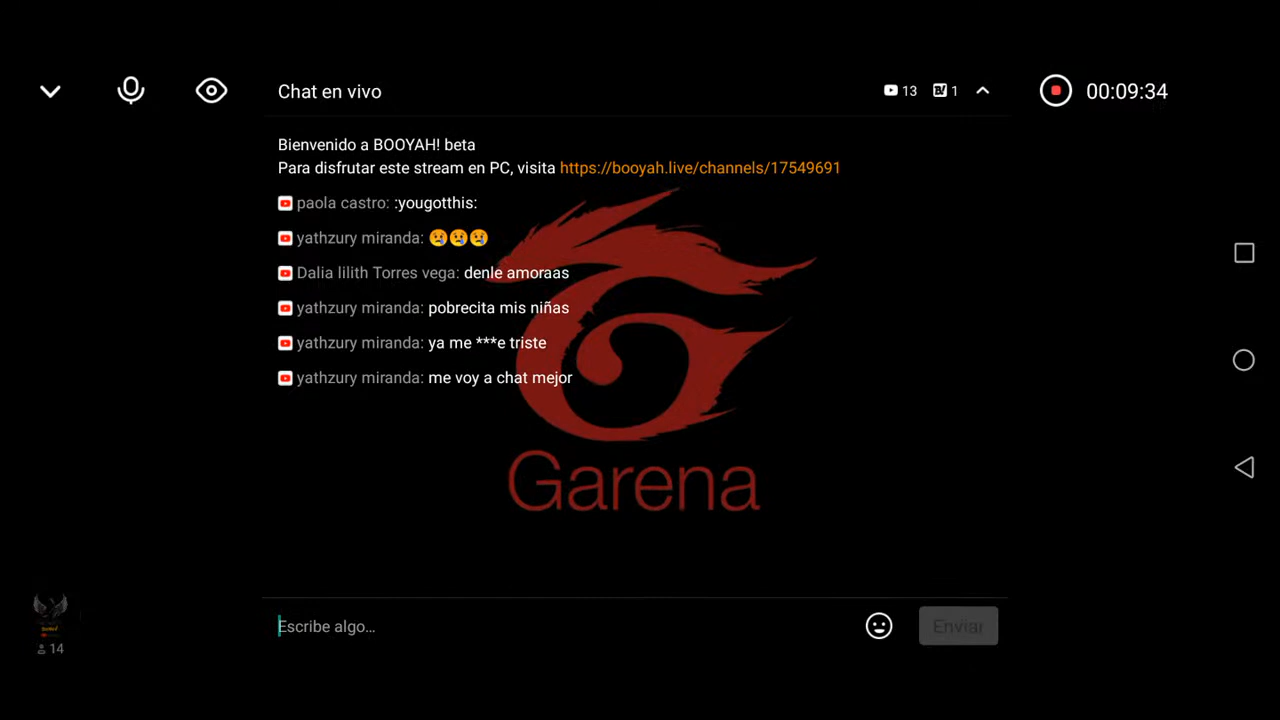 Chat en vivo
13
1
00:09:34
Bienvenido a BOOYAH! beta
Para disfrutar este stream en PC, visita https://booyah.live/channels/17549691
paola castro: :yougotthis:
yathzury miranda: 😢😢😢
Dalia lilith Torres vega: denle amoraas
yathzury miranda: pobrecita mis niñas
yathzury miranda: ya me ***e triste
yathzury miranda: me voy a chat mejor
Garena
Escribe algo...
Enviar
14